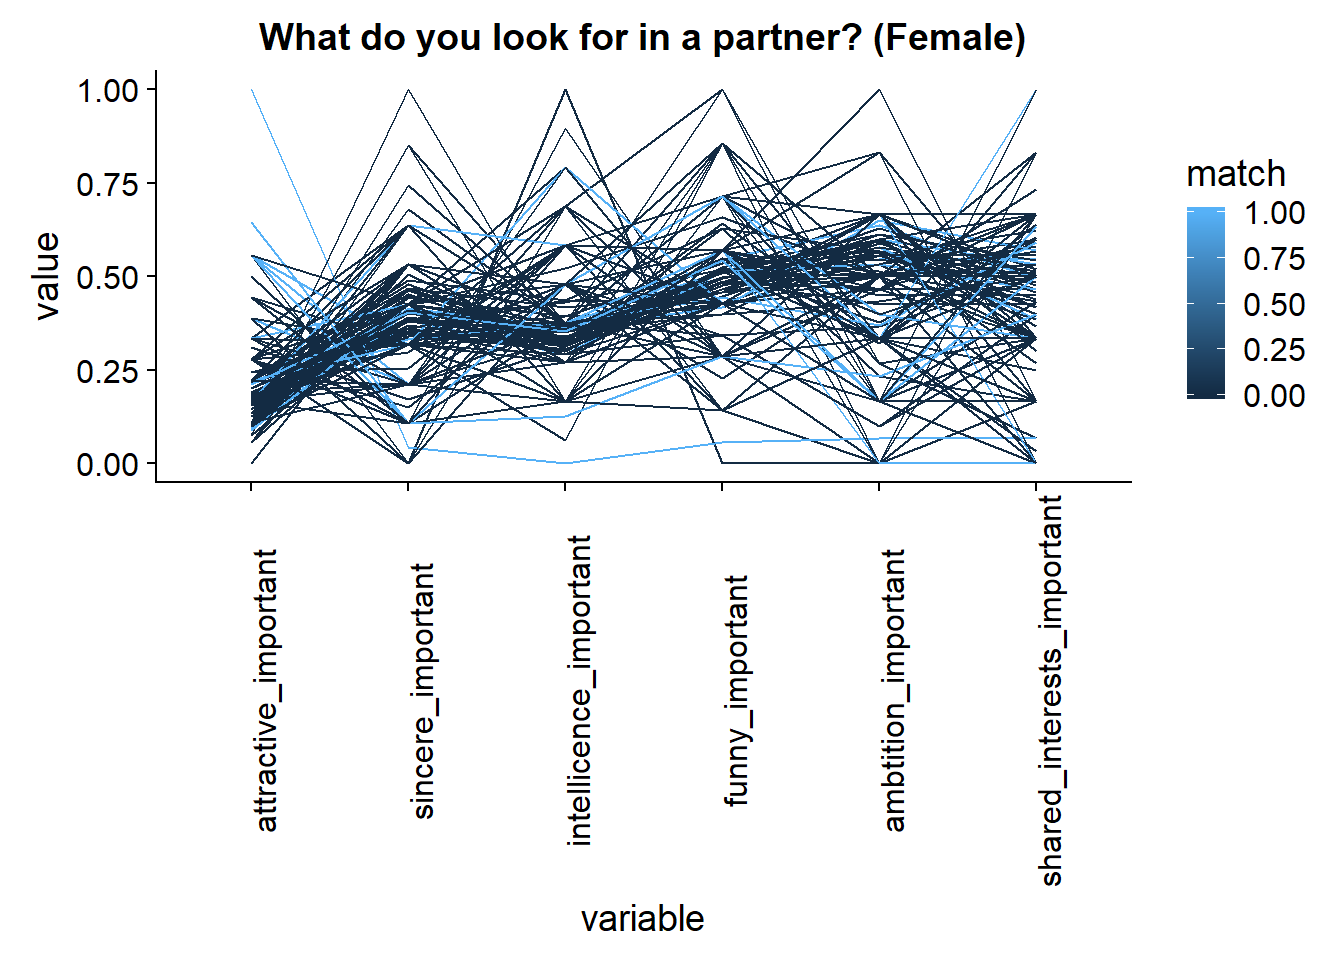 What do you look for in a partner? (Female)
1.00
0.75
0.50
0.25
0.00
value
attractive_important
sincere_important
intellicence_important
funny_important
ambtition_important
shared_interests_important
variable
match
1.00
0.75
0.50
0.25
0.00